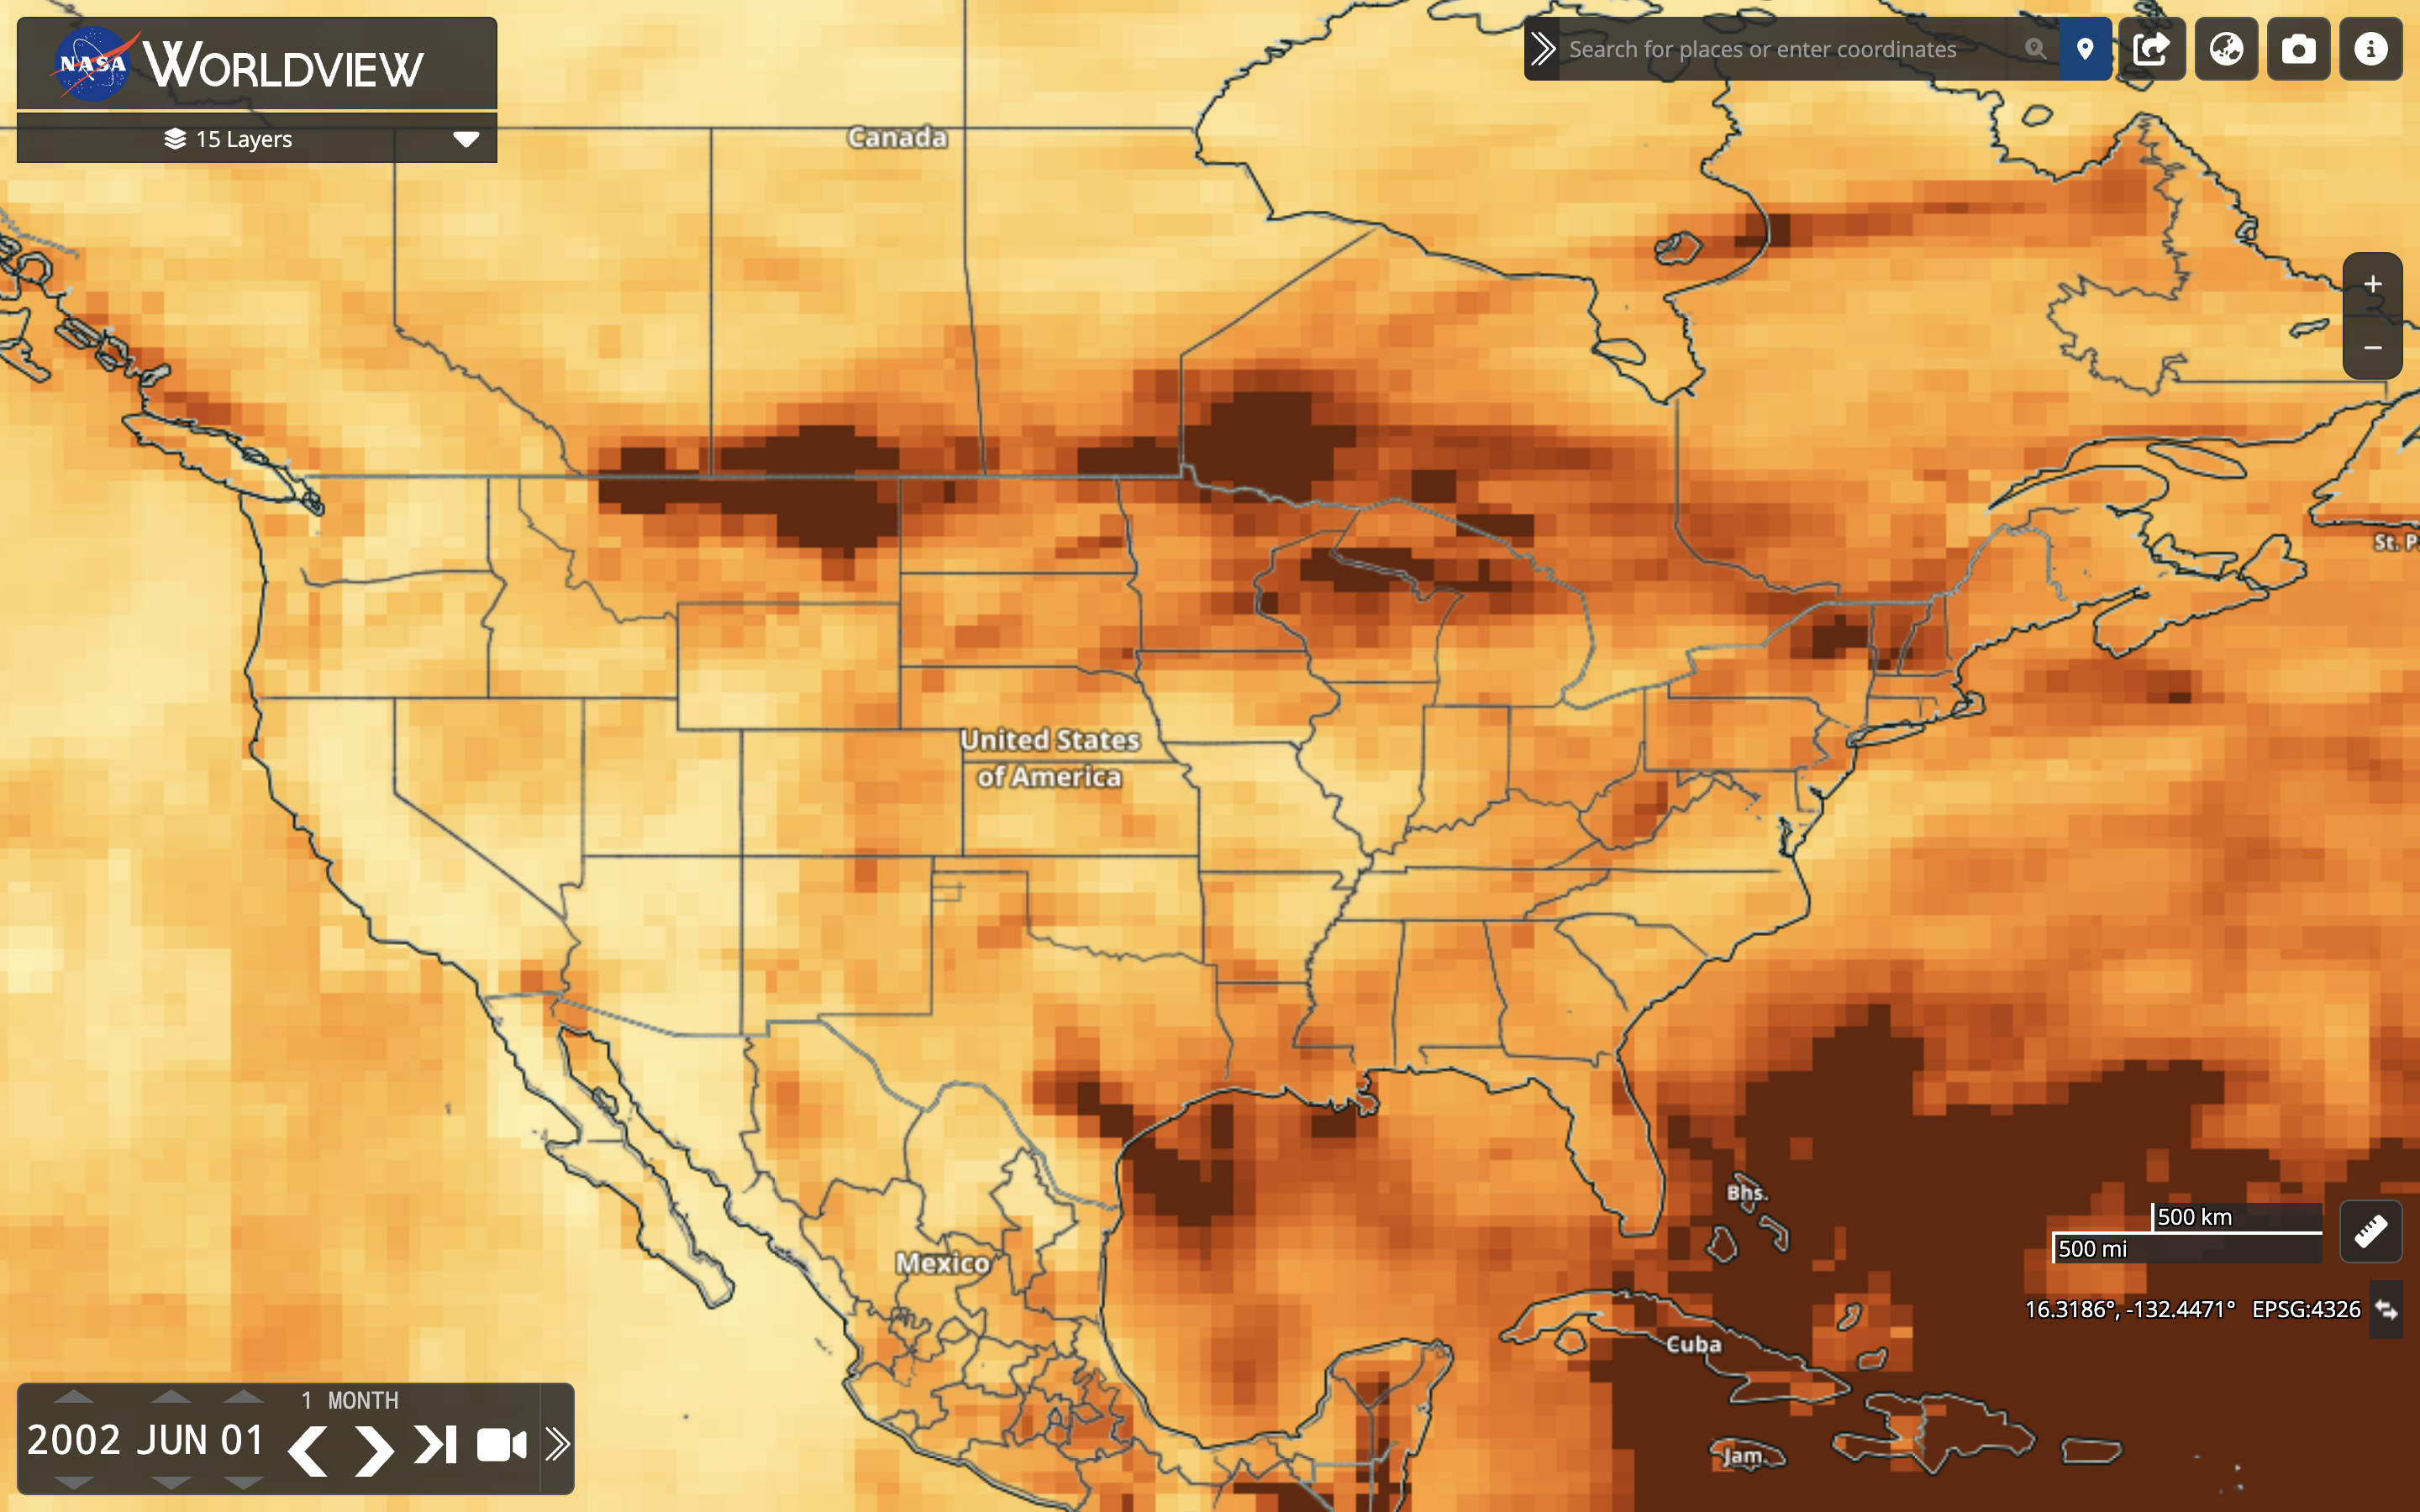 NASA WORLDVIEW
15 Layers
Search for places or enter coordinates
Canada
St. P
United States
of America
Bhs.
500 km
500 mi
Mexico
16.3186°, -132.4471° EPSG:4326
Cuba
Jam.
1 MONTH
2002 JUN 01